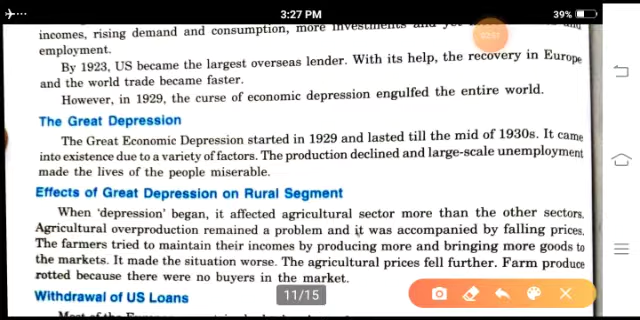 3:27 PM
39%
incomes, rising demand and consumption, more investments and yet
employment.
By 1923, US became the largest overseas lender. With its help, the recovery in Europe
and the world trade became faster.
However, in 1929, the curse of economic depression engulfed the entire world.
The Great Depression
The Great Economic Depression started in 1929 and lasted till the mid of 1930s. It came
into existence due to a variety of factors. The production declined and large-scale unemployment
made the lives of the people miserable.
Effects of Great Depression on Rural Segment
When 'depression' began, it affected agricultural sector more than the other sectors.
Agricultural overproduction remained a problem and it was accompanied by falling prices.
The farmers tried to maintain their incomes by producing more and bringing more goods to
the markets. It made the situation worse. The agricultural prices fell further. Farm produce
rotted because there were no buyers in the market.
Withdrawal of US Loans
11/15